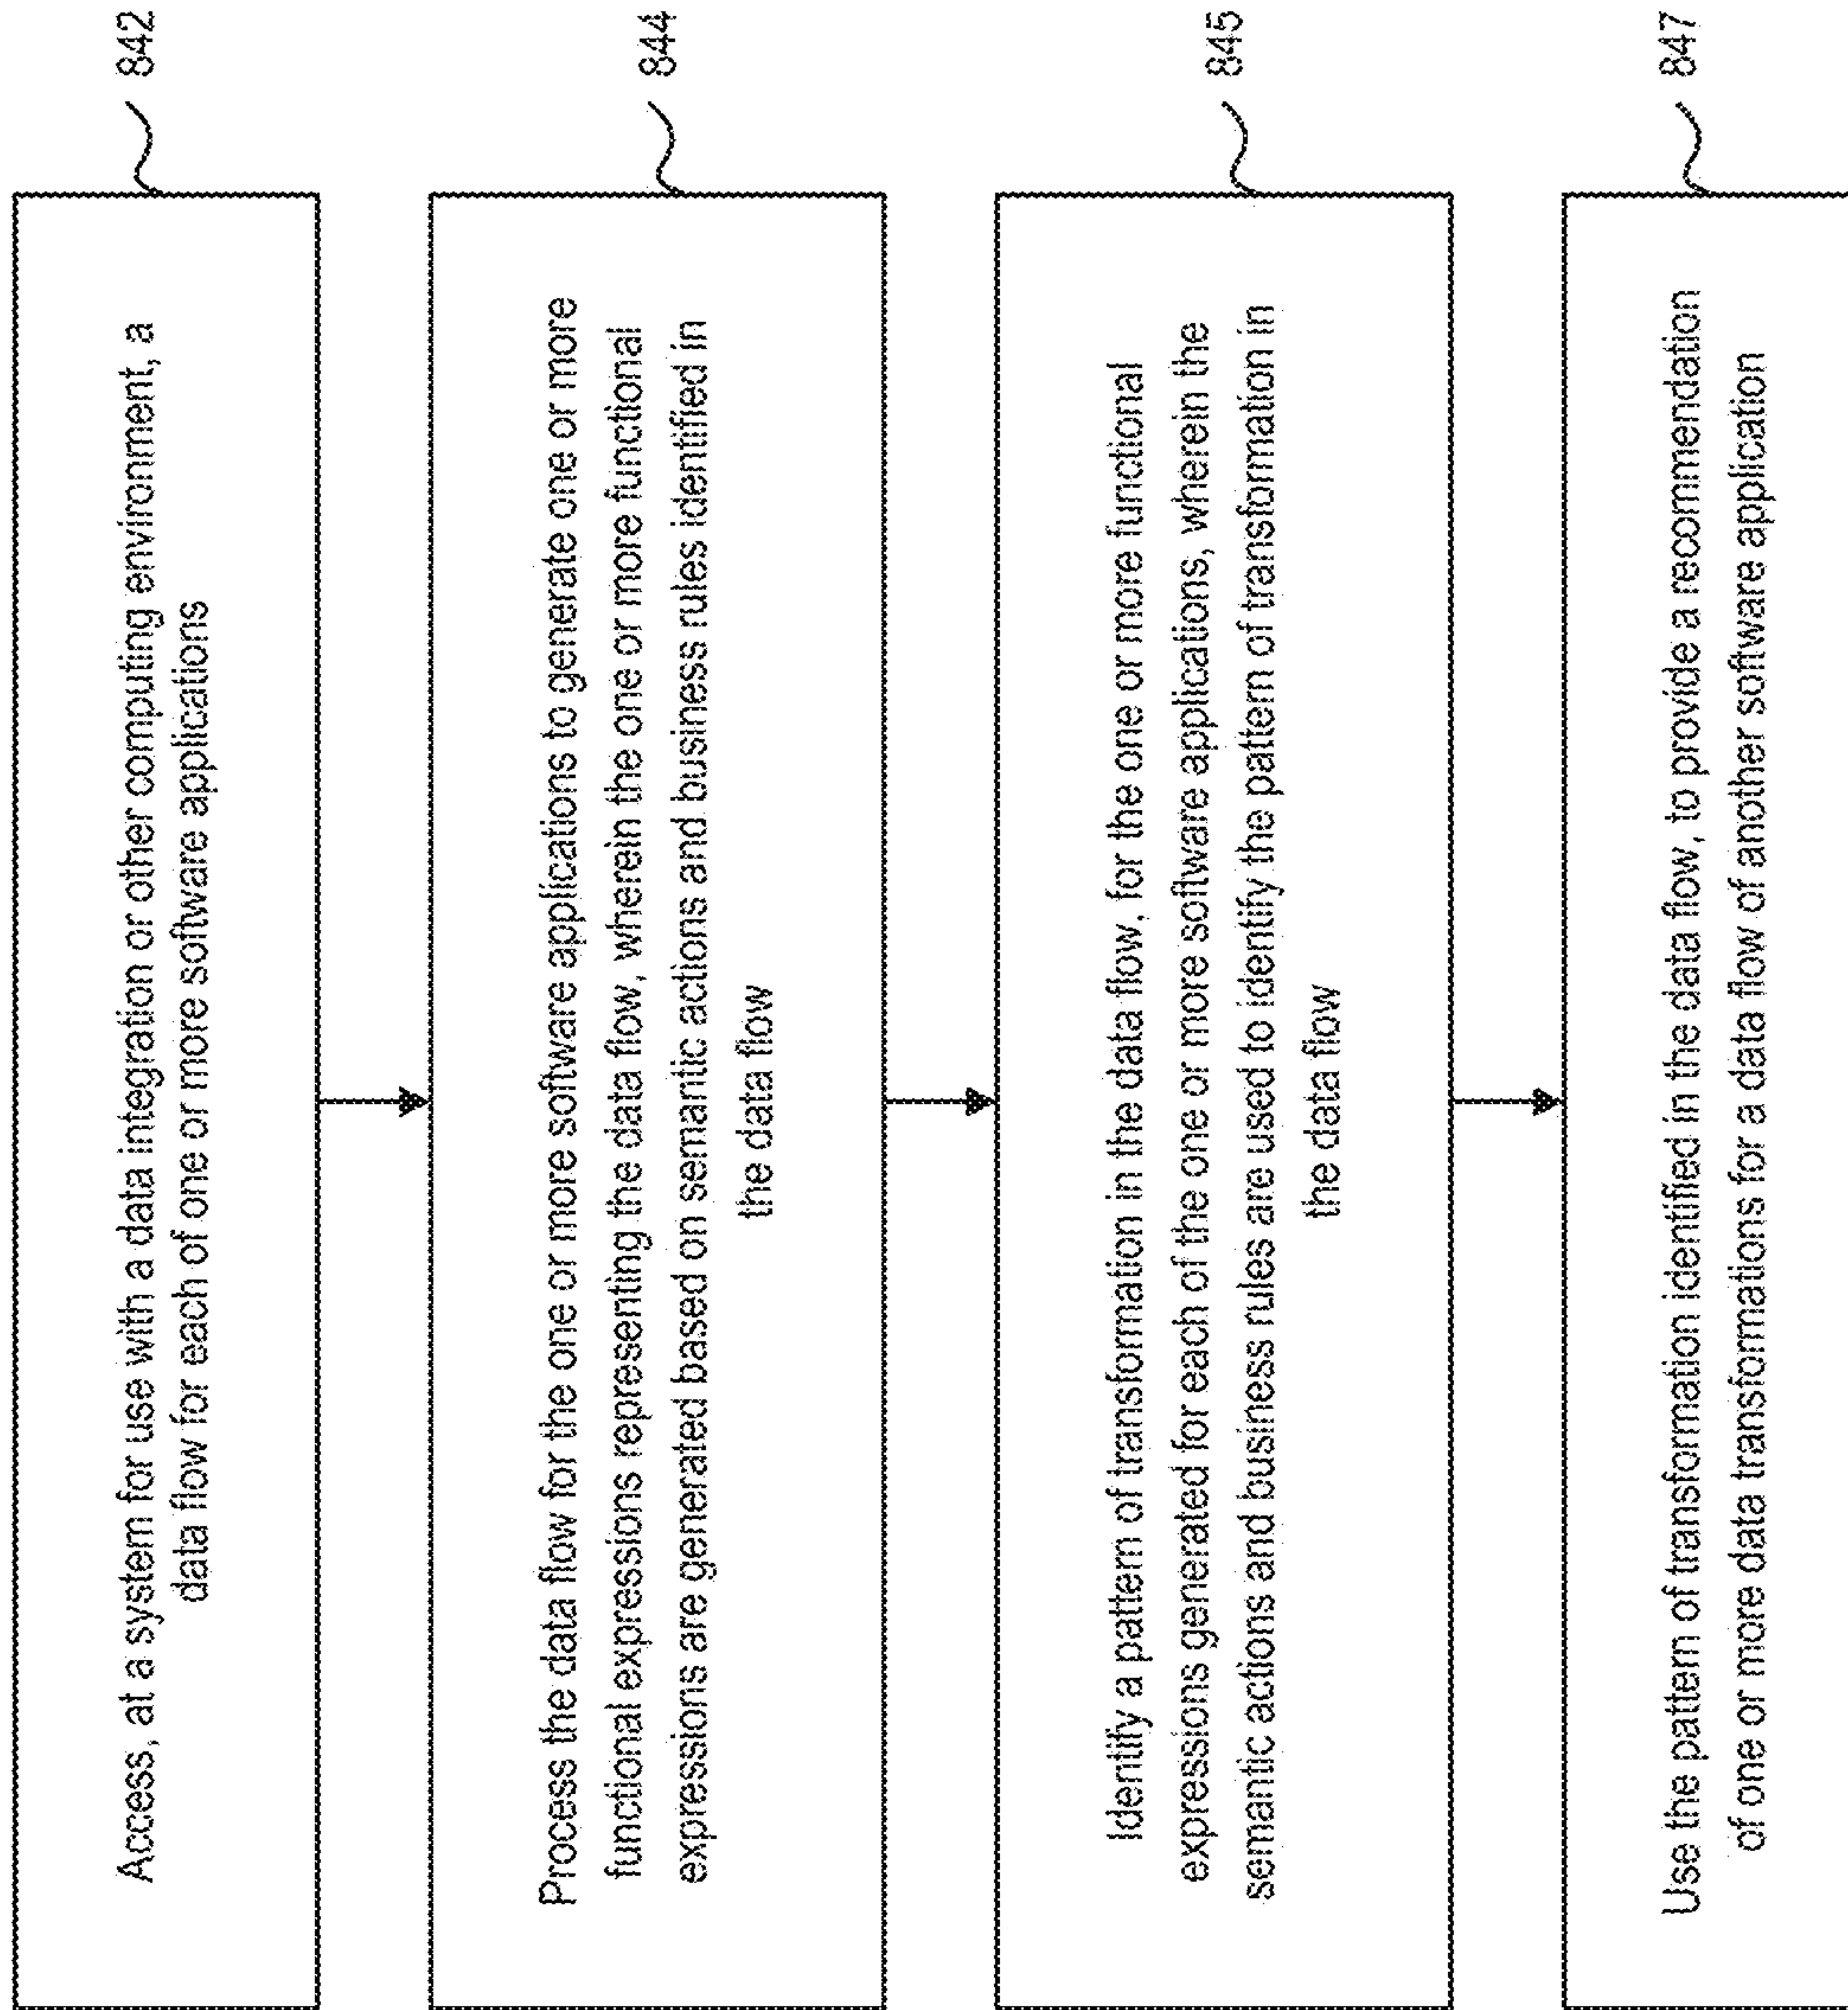 Access, at a system for use with a data integration or other computing environment, a
data flow for each of one or more software applications
842
Process the data flow for the one or more software applications to generate one or more
functional expressions representing the data flow, wherein the one or more functional
expressions are generated based on semantic actions and business rules identified in
the data flow
844
Identify a pattern of transformation in the data flow, for the one or more functional
expressions generated for each of the one or more software applications, wherein the
semantic actions and business rules are used to identify the pattern of transformation in
the data flow
845
Use the pattern of transformation identified in the data flow, to provide a recommendation
of one or more data transformations for a data flow of another software application
847